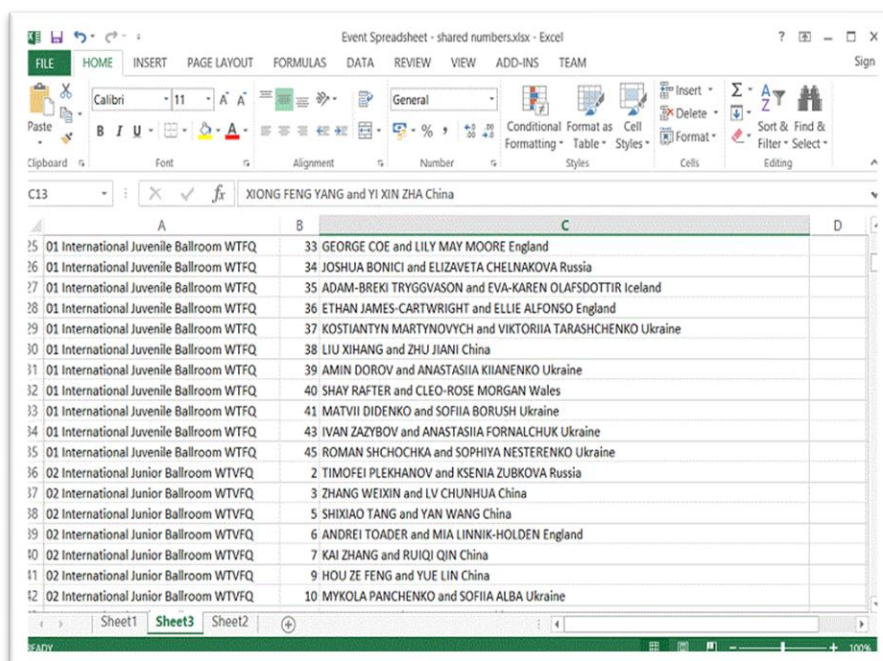 Event Spreadsheet - shared numbers.xlsx - Excel
FILE HOME INSERT PAGE LAYOUT FORMULAS DATA REVIEW VIEW ADD-INS TEAM Sign
Calibri 11 A A General
Paste B I U A % , Conditional Formatting Format as Table Cell Styles Insert Delete Format Σ Sort & Filter Find & Select
Clipboard Font Alignment Number Styles Cells Editing
C13 fx XIONG FENG YANG and YI XIN ZHA China
A B C D
25 01 International Juvenile Ballroom WTFQ 33 GEORGE COE and LILY MAY MOORE England
26 01 International Juvenile Ballroom WTFQ 34 JOSHUA BONICI and ELIZAVETA CHELNAKOVA Russia
27 01 International Juvenile Ballroom WTFQ 35 ADAM-BREKI TRYGGVASON and EVA-KAREN OLAFSDOTTIR Iceland
28 01 International Juvenile Ballroom WTFQ 36 ETHAN JAMES-CARTWRIGHT and ELLIE ALFONSO England
29 01 International Juvenile Ballroom WTFQ 37 KOSTIANTYN MARTYNOVYCH and VIKTORIIA TARASHCHENKO Ukraine
30 01 International Juvenile Ballroom WTFQ 38 LIU XIHANG and ZHU JIANI China
31 01 International Juvenile Ballroom WTFQ 39 AMIN DOROV and ANASTASIIA KIIANENKO Ukraine
32 01 International Juvenile Ballroom WTFQ 40 SHAY RAFTER and CLEO-ROSE MORGAN Wales
33 01 International Juvenile Ballroom WTFQ 41 MATVII DIDENKO and SOFIIA BORUSH Ukraine
34 01 International Juvenile Ballroom WTFQ 43 IVAN ZAZYBOV and ANASTASIIA FORNALCHUK Ukraine
35 01 International Juvenile Ballroom WTFQ 45 ROMAN SHCHOCHKA and SOPHIYA NESTERENKO Ukraine
36 02 International Junior Ballroom WTVFQ 2 TIMOFEI PLEKHANOV and KSENIA ZUBKOVA Russia
37 02 International Junior Ballroom WTVFQ 3 ZHANG WEIXIN and LV CHUNHUA China
38 02 International Junior Ballroom WTVFQ 5 SHIXIAO TANG and YAN WANG China
39 02 International Junior Ballroom WTVFQ 6 ANDREI TOADER and MIA LINNIK-HOLDEN England
40 02 International Junior Ballroom WTVFQ 7 KAI ZHANG and RUIQI QIN China
41 02 International Junior Ballroom WTVFQ 9 HOU ZE FENG and YUE LIN China
42 02 International Junior Ballroom WTVFQ 10 MYKOLA PANCHENKO and SOFIIA ALBA Ukraine
Sheet1 Sheet3 Sheet2
READY 100%